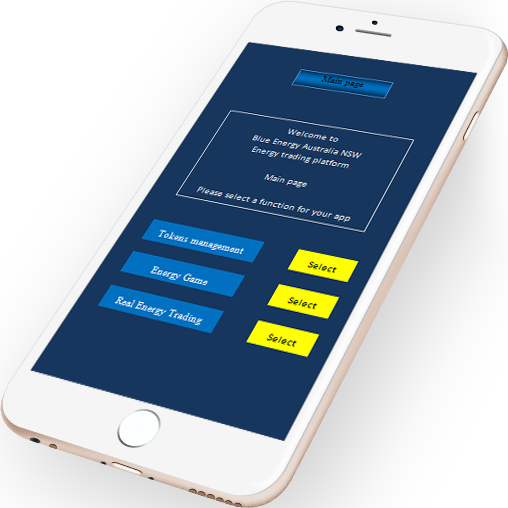 Main page
Welcome to
Blue Energy Australia NSW
Energy trading platform
Main page
Please select a function for your app
Tokens management
Select
Energy Game
Select
Real Energy Trading
Select